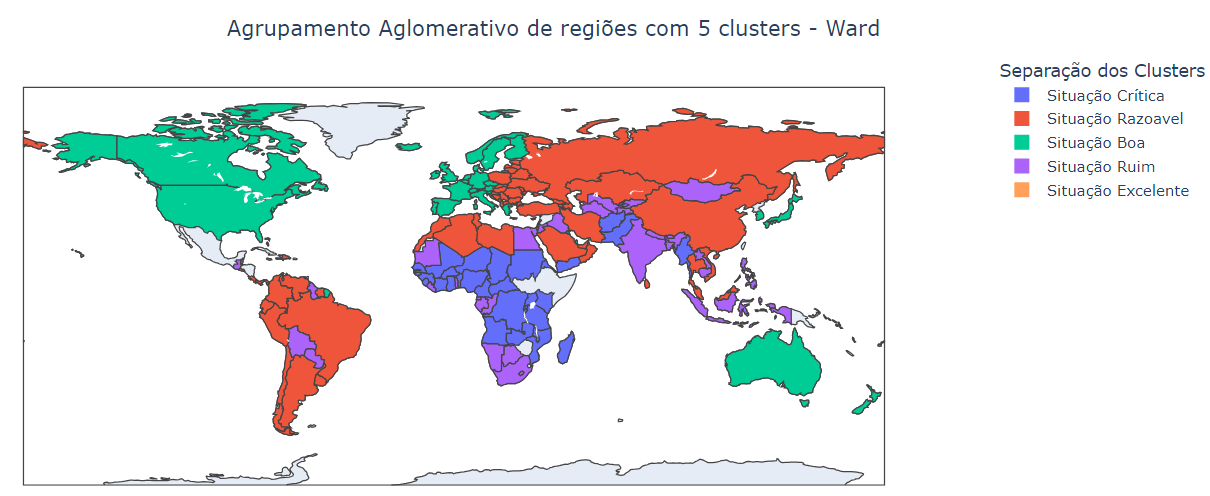 Agrupamento Aglomerativo de regiões com 5 clusters - Ward
Separação dos Clusters
Situação Crítica
Situação Razoavel
Situação Boa
Situação Ruim
Situação Excelente